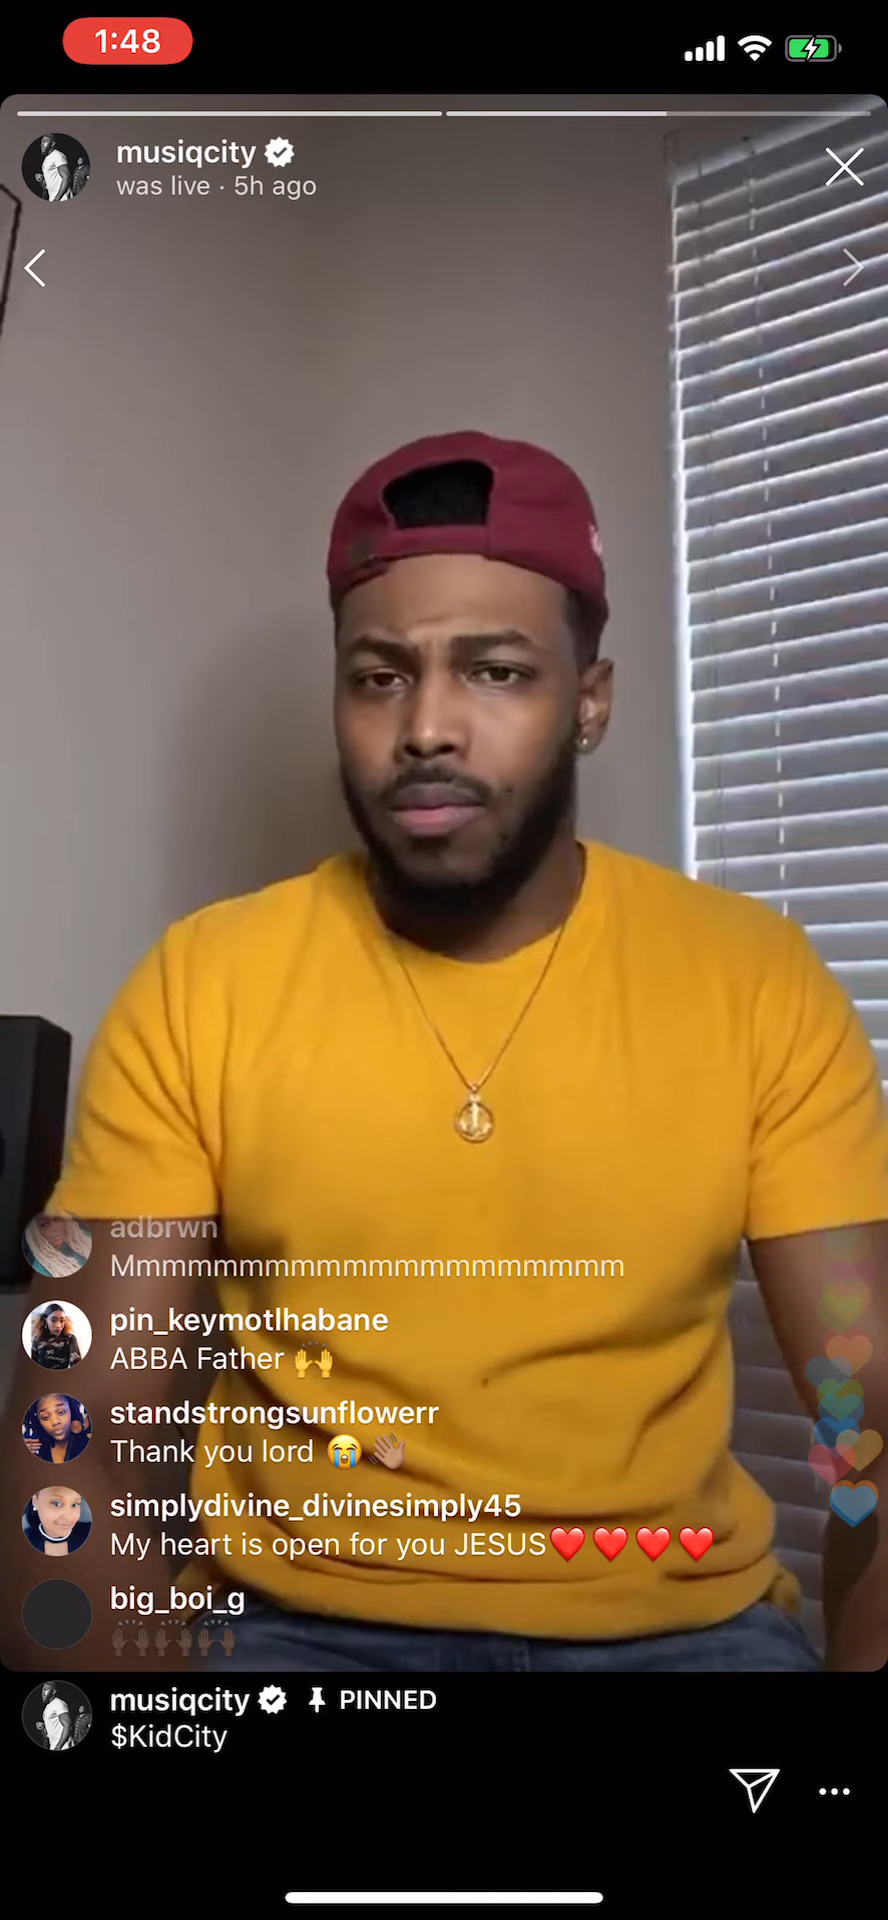 1:48
musiqcity
was live · 5h ago
adbrwn
Mmmmmmmmmmmmmmmmmmmm
pin_keymotlhabane
ABBA Father 🙌
standstrongsunflowerr
Thank you lord 😭👋🏽
simplydivine_divinesimply45
My heart is open for you JESUS❤️❤️❤️❤️
big_boi_g
🙌🏿🙌🏿🙌🏿
musiqcity PINNED
$KidCity